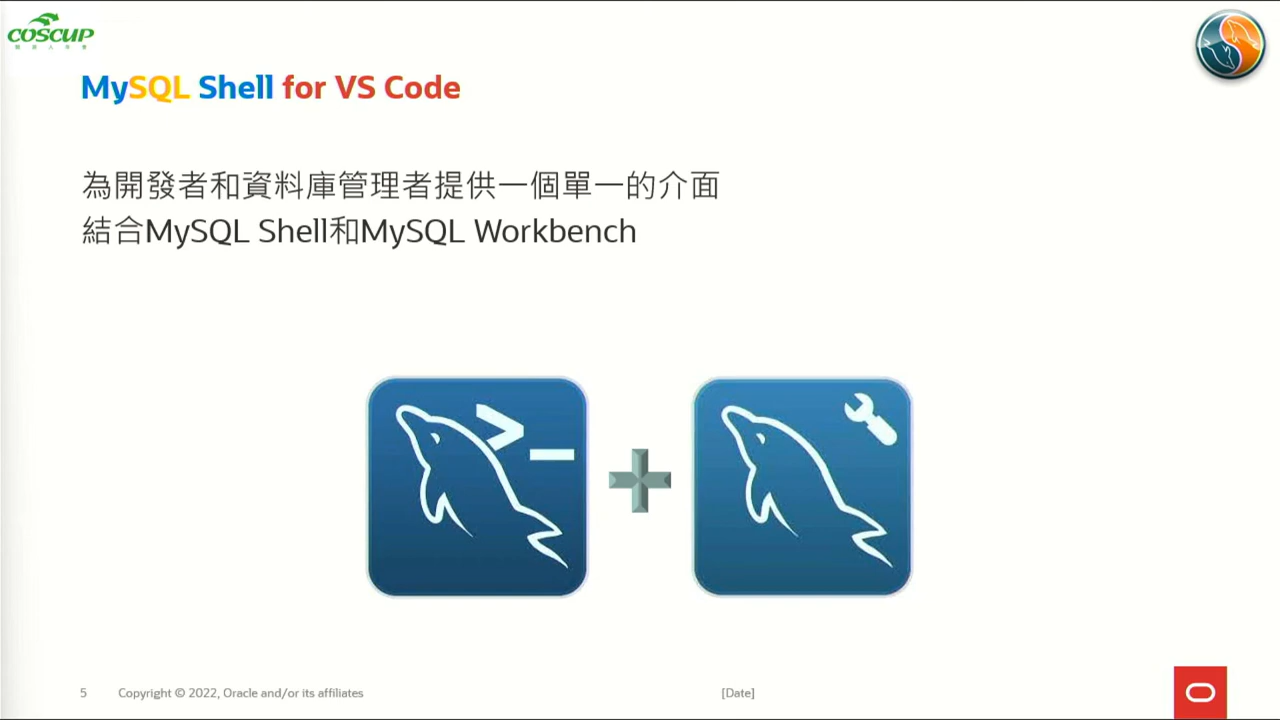 COSCUP
MySQL Shell for VS Code
為開發者和資料庫管理者提供一個單一的介面
結合MySQL Shell和MySQL Workbench
5 Copyright © 2022, Oracle and/or its affiliates [Date]